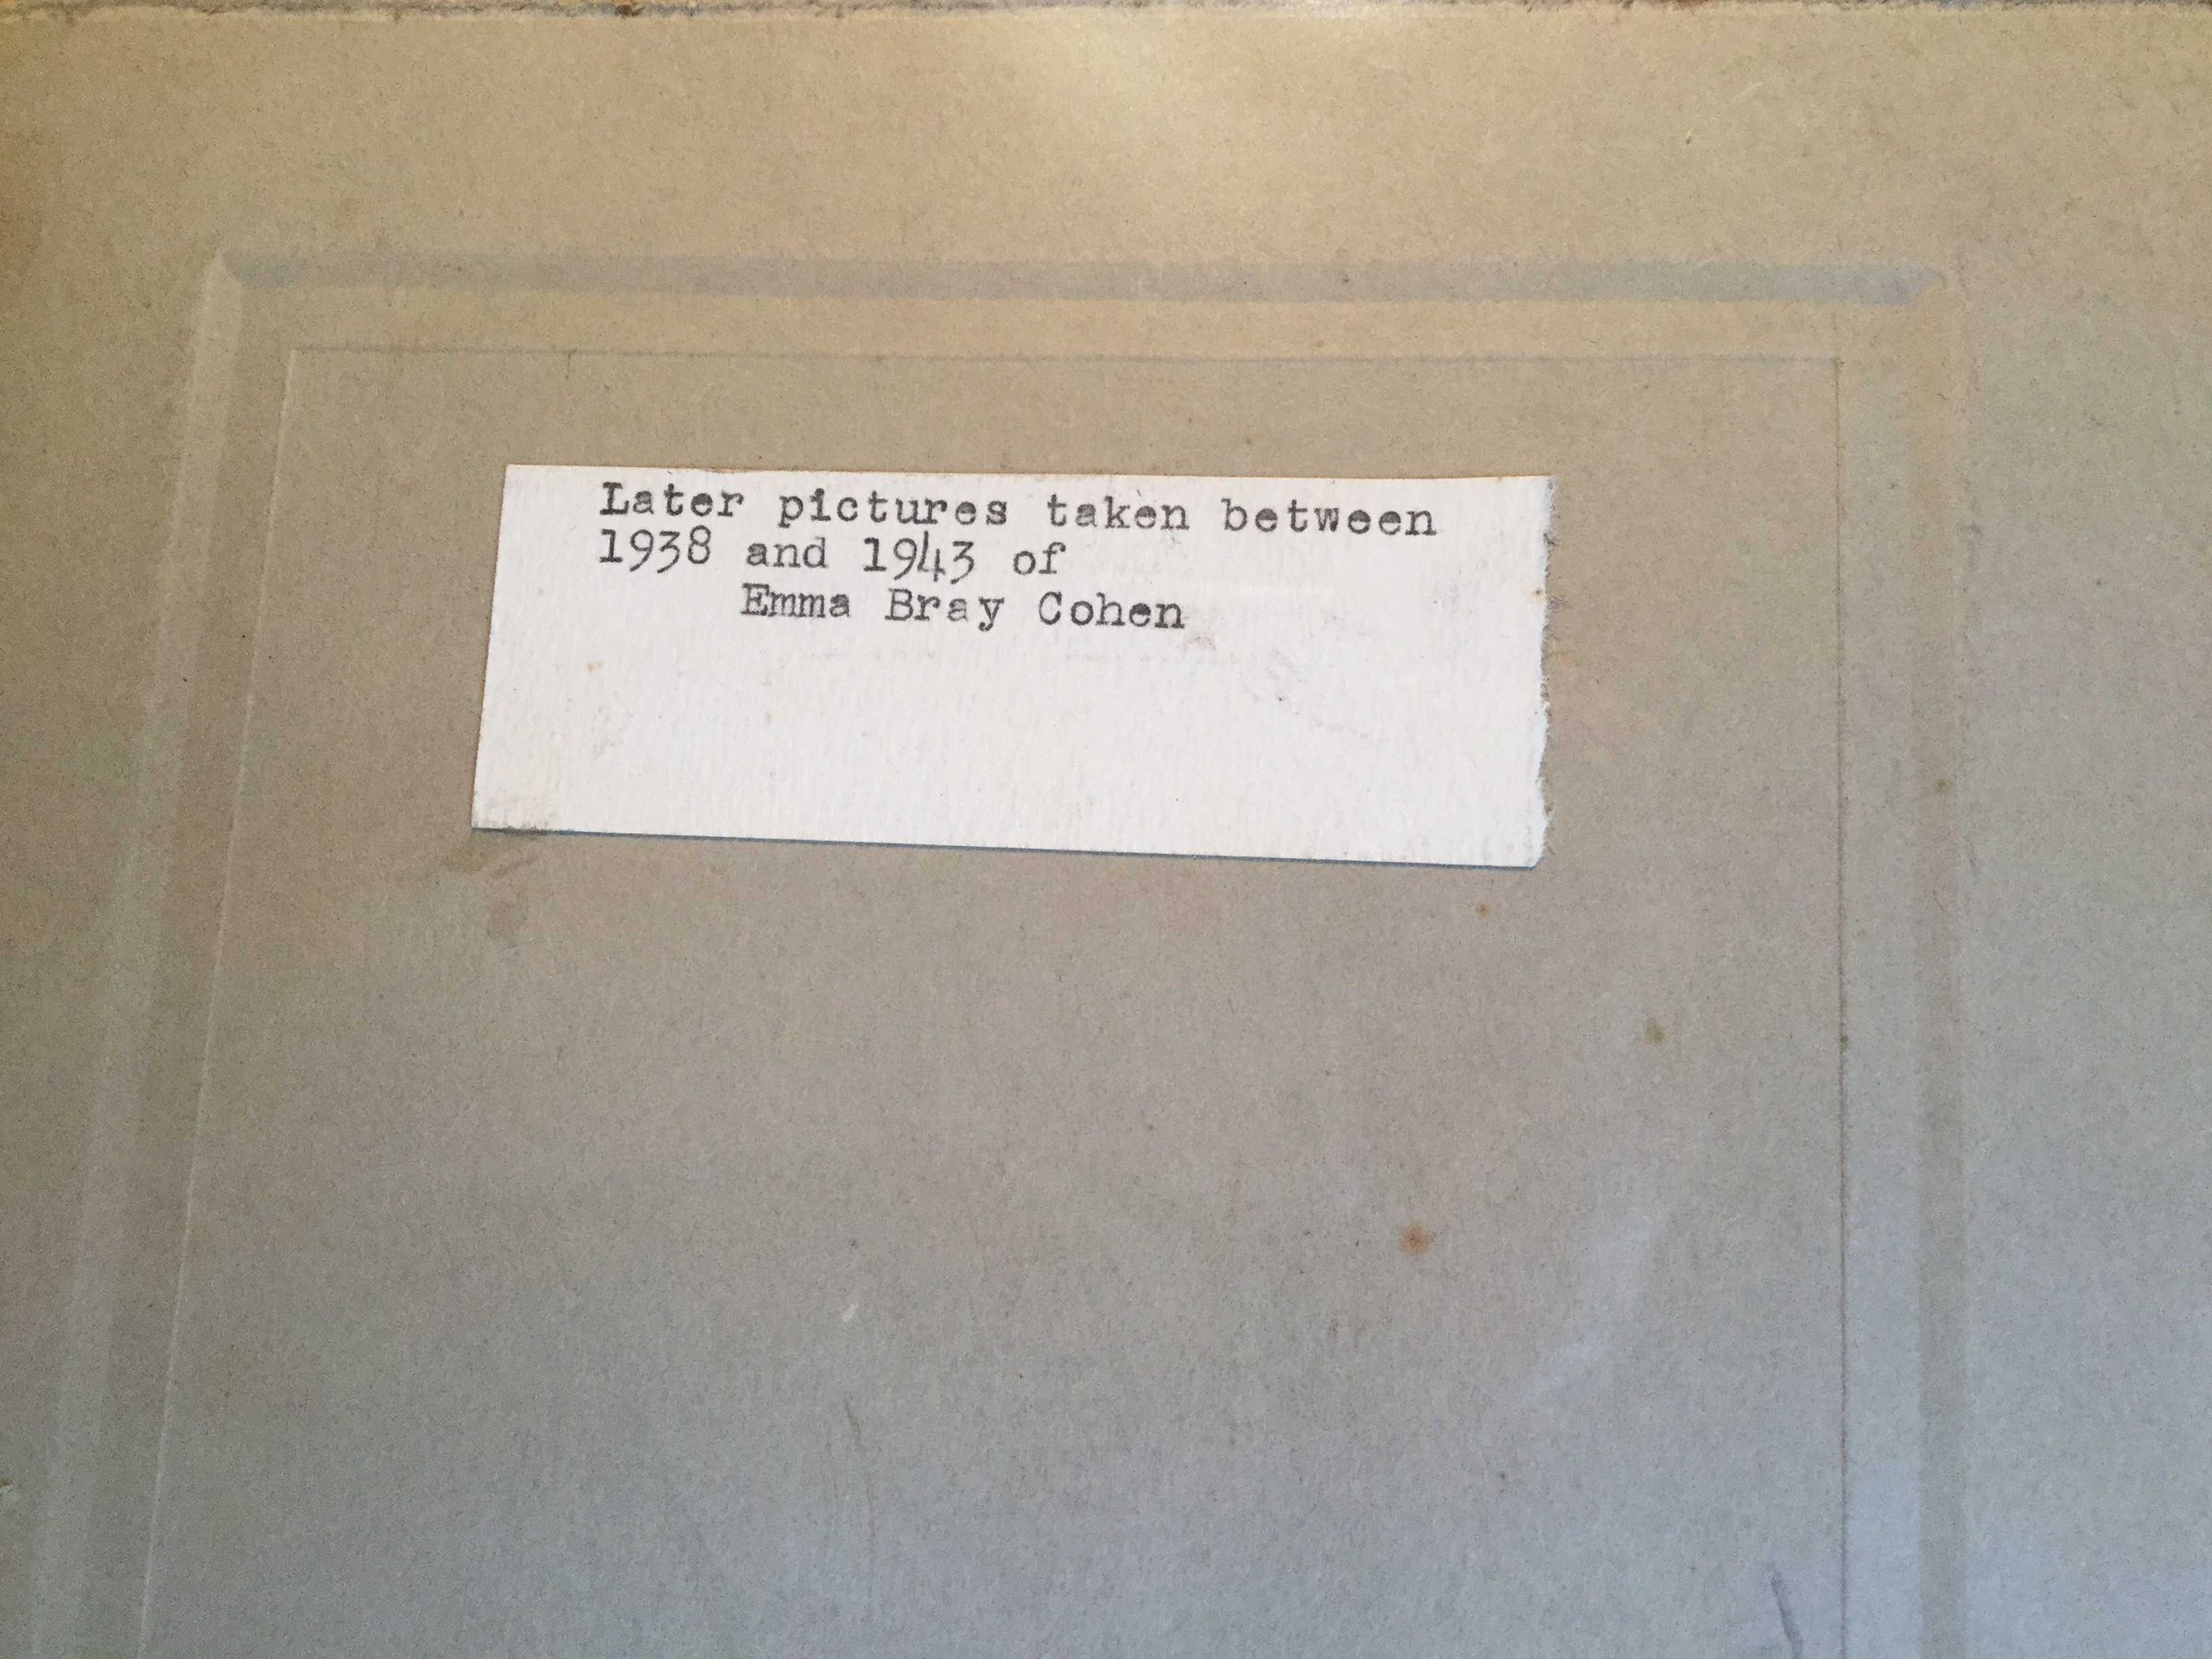 Later pictures taken between
1938 and 1943 of
Emma Bray Cohen